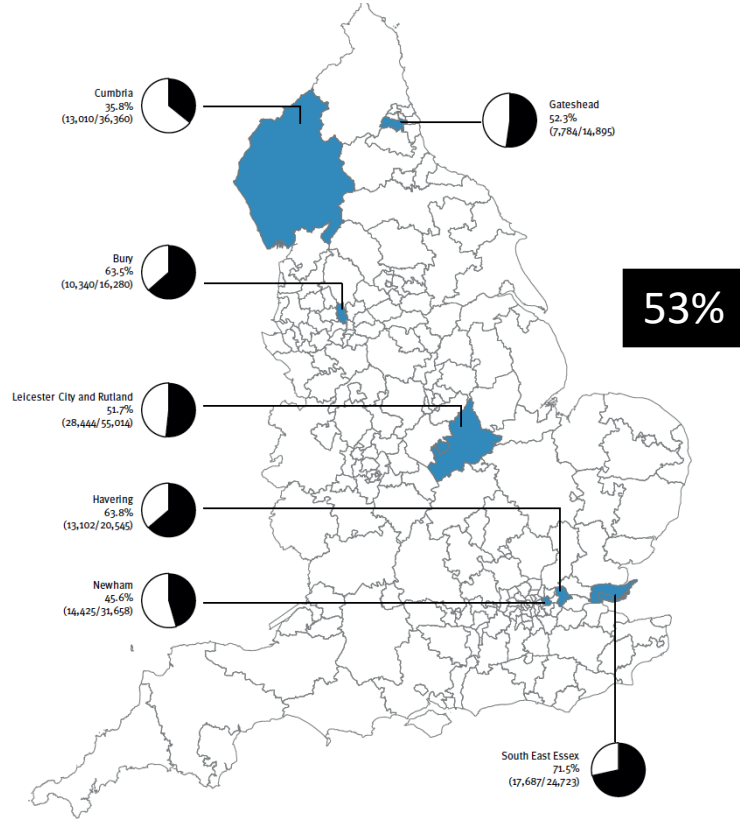 Cumbria
35.8%
(13,010/36,360)
Gateshead
52.3%
(7,784/14,895)
Bury
63.5%
(10,340/16,280)
53%
Leicester City and Rutland
51.7%
(28,444/55,014)
Havering
63.8%
(13,102/20,545)
Newham
45.6%
(14,425/31,658)
South East Essex
71.5%
(17,687/24,723)